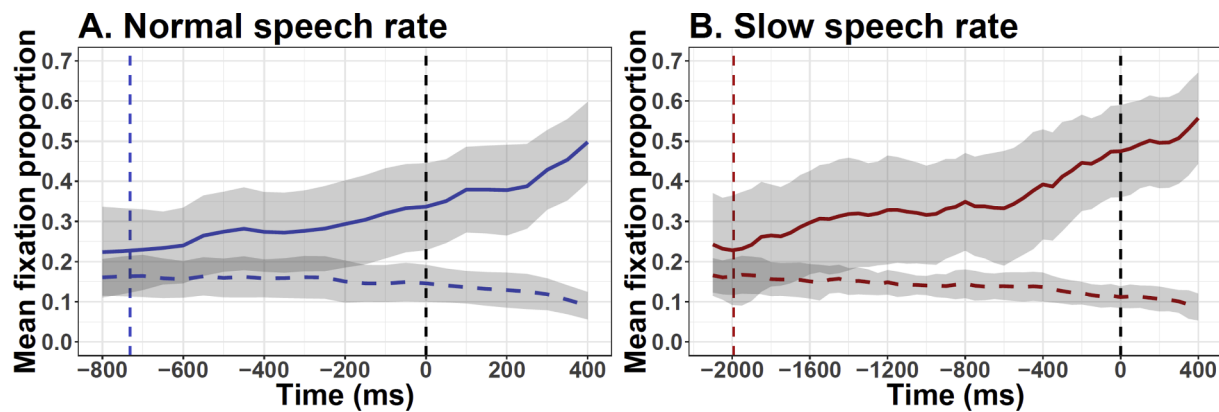 A. Normal speech rate
Mean fixation proportion
0.7
0.6
0.5
0.4
0.3
0.2
0.1
0.0
−800 −600 −400 −200 0 200 400
Time (ms)
B. Slow speech rate
Mean fixation proportion
0.7
0.6
0.5
0.4
0.3
0.2
0.1
0.0
−2000 −1600 −1200 −800 −400 0 400
Time (ms)